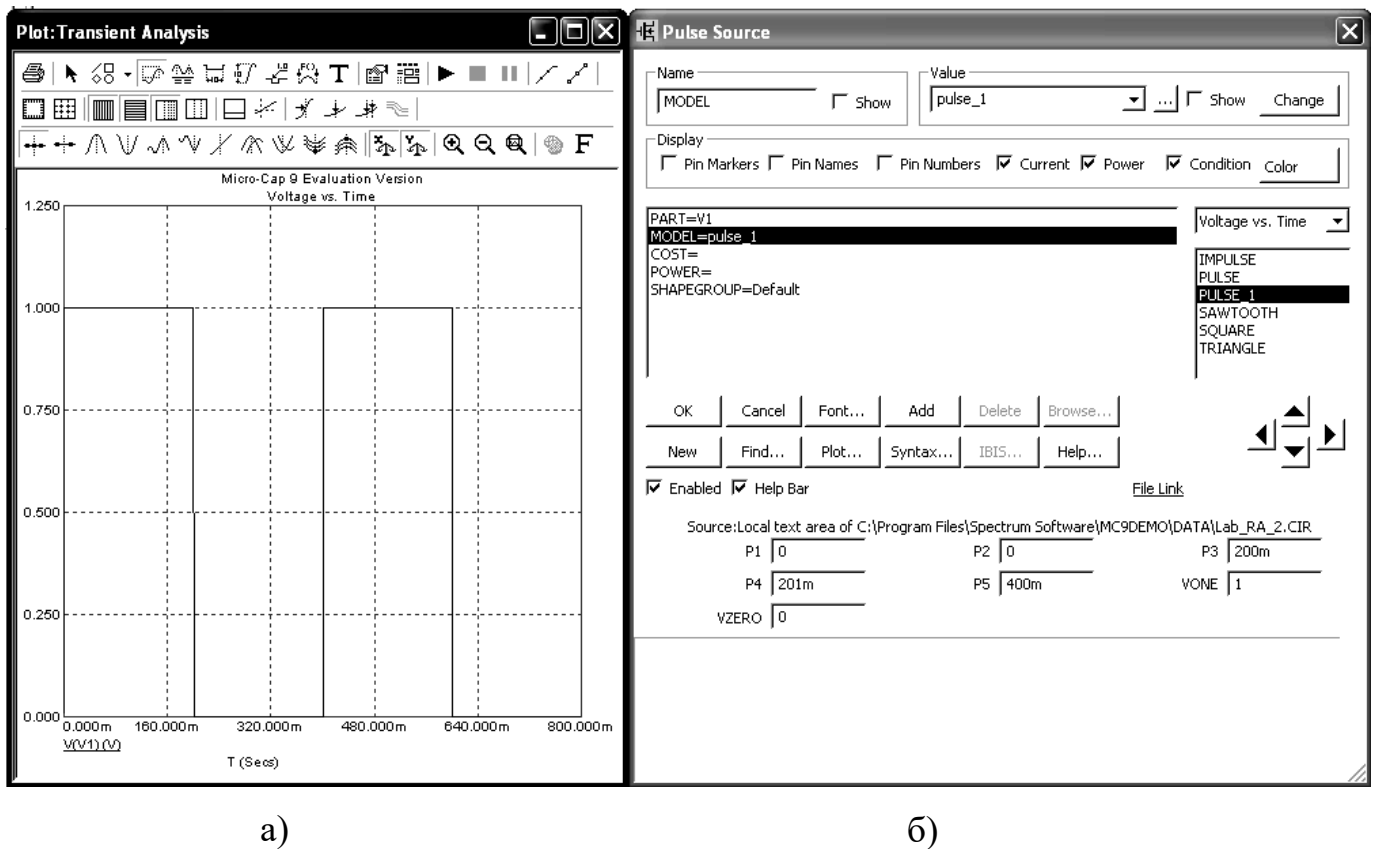 Plot:Transient Analysis
T
F
Micro-Cap 9 Evaluation Version
Voltage vs. Time
1.250
1.000
0.750
0.500
0.250
0.000
0.000m 160.000m 320.000m 480.000m 640.000m 800.000m
V(V1) (V)
T (Secs)
Pulse Source
Name
MODEL
Show
Value
pulse_1
...
Show
Change
Display
Pin Markers Pin Names Pin Numbers Current Power Condition Color
PART=V1
MODEL=pulse_1
COST=
POWER=
SHAPEGROUP=Default
Voltage vs. Time
IMPULSE
PULSE
PULSE_1
SAWTOOTH
SQUARE
TRIANGLE
OK Cancel Font... Add Delete Browse...
New Find... Plot... Syntax... IBIS... Help...
Enabled Help Bar File Link
Source:Local text area of C:\Program Files\Spectrum Software\MC9DEMO\DATA\Lab_RA_2.CIR
P1 0 P2 0 P3 200m
P4 201m P5 400m VONE 1
VZERO 0
а) б)